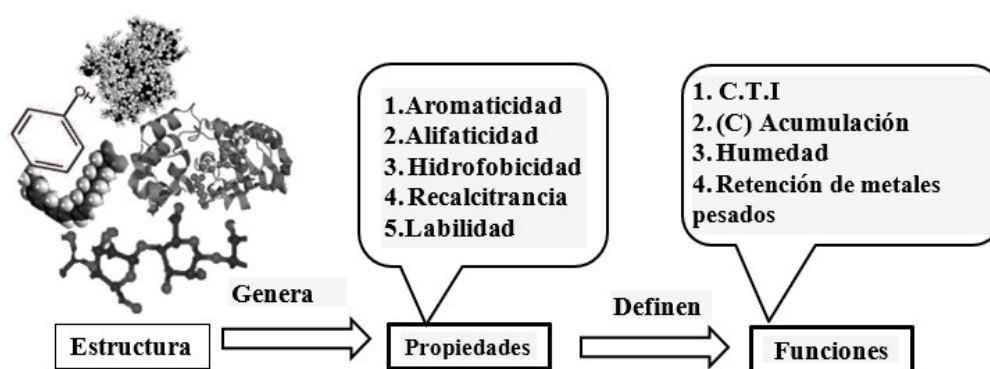 OH
1.Aromaticidad
2.Alifaticidad
3.Hidrofobicidad
4.Recalcitrancia
5.Labilidad
1. C.T.I
2.(C) Acumulación
3. Humedad
4. Retención de metales
pesados
Genera
Definen
Estructura
Propiedades
Funciones